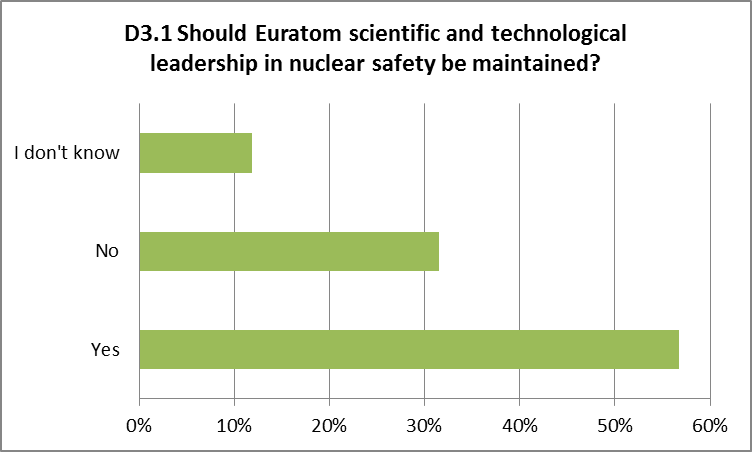 D3.1 Should Euratom scientific and technological
leadership in nuclear safety be maintained?
I don't know
No
Yes
0% 10% 20% 30% 40% 50% 60%